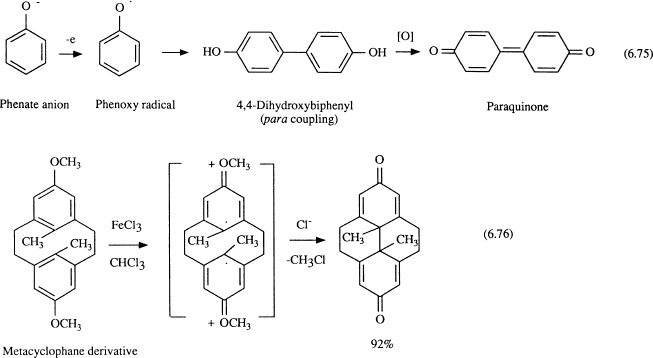 O -
O ·
-e
HO
OH
[O]
O
O
(6.75)
Phenate anion
Phenoxy radical
4,4-Dihydroxybiphenyl
(para coupling)
Paraquinone
OCH3
+ OCH3
O
CH3
CH3
FeCl3
CHCl3
CH3
CH3
Cl-
-CH3Cl
CH3
CH3
(6.76)
OCH3
+ OCH3
O
92%
Metacyclophane derivative